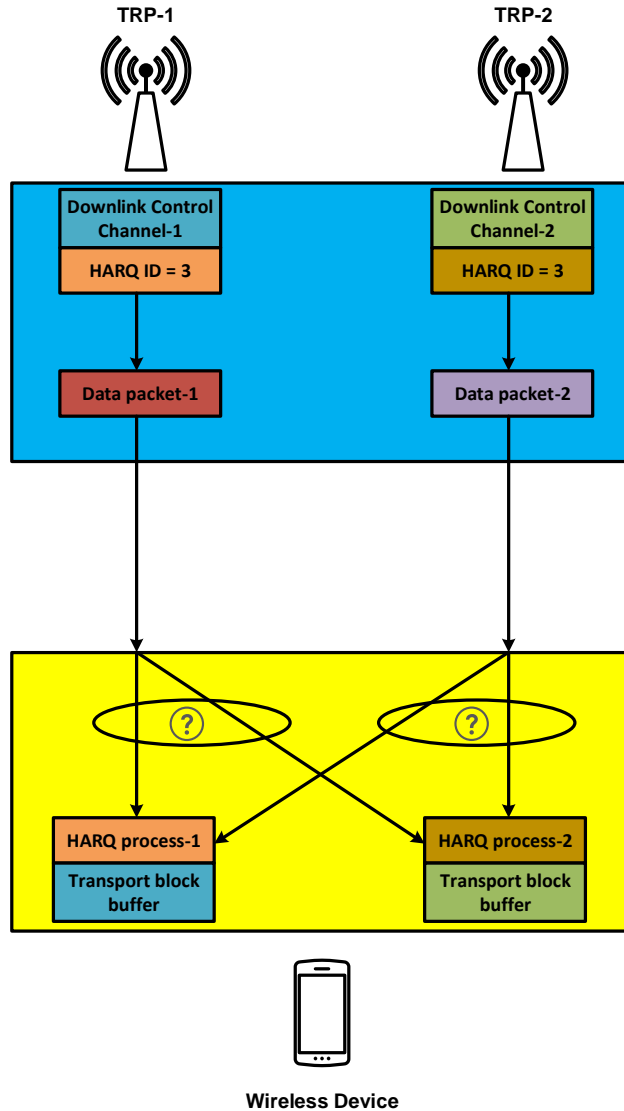 TRP-1
TRP-2
Downlink Control
Channel-1
HARQ ID = 3
Downlink Control
Channel-2
HARQ ID = 3
Data packet-1
Data packet-2
?
?
HARQ process-1
Transport block
buffer
HARQ process-2
Transport block
buffer
Wireless Device